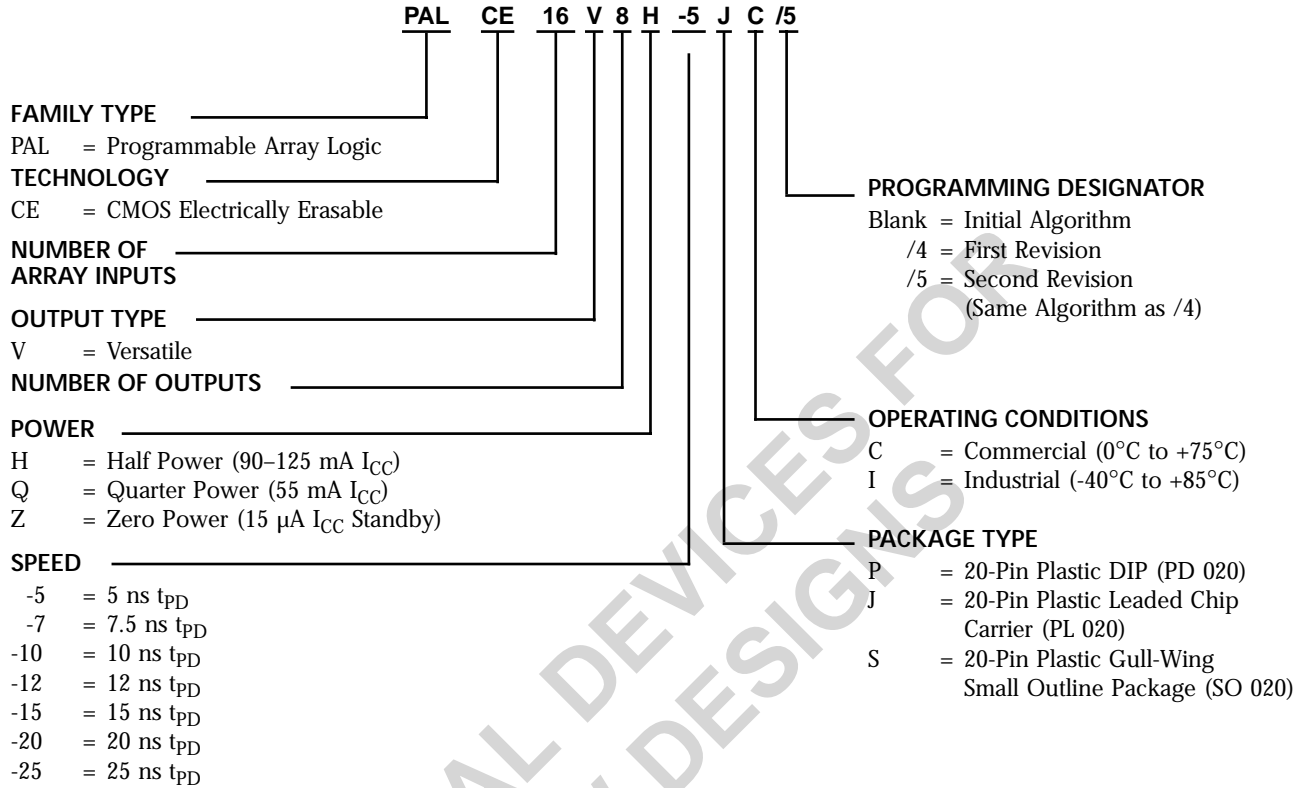 PAL CE 16 V 8 H -5 J C /5
FAMILY TYPE
PAL = Programmable Array Logic
TECHNOLOGY
CE = CMOS Electrically Erasable
NUMBER OF
ARRAY INPUTS
OUTPUT TYPE
V = Versatile
NUMBER OF OUTPUTS
POWER
H = Half Power (90–125 mA ICC)
Q = Quarter Power (55 mA ICC)
Z = Zero Power (15 µA ICC Standby)
SPEED
-5 = 5 ns tPD
-7 = 7.5 ns tPD
-10 = 10 ns tPD
-12 = 12 ns tPD
-15 = 15 ns tPD
-20 = 20 ns tPD
-25 = 25 ns tPD
PROGRAMMING DESIGNATOR
Blank = Initial Algorithm
/4 = First Revision
/5 = Second Revision
(Same Algorithm as /4)
OPERATING CONDITIONS
C = Commercial (0°C to +75°C)
I = Industrial (-40°C to +85°C)
PACKAGE TYPE
P = 20-Pin Plastic DIP (PD 020)
J = 20-Pin Plastic Leaded Chip
Carrier (PL 020)
S = 20-Pin Plastic Gull-Wing
Small Outline Package (SO 020)
DEVICES FOR
DESIGNS